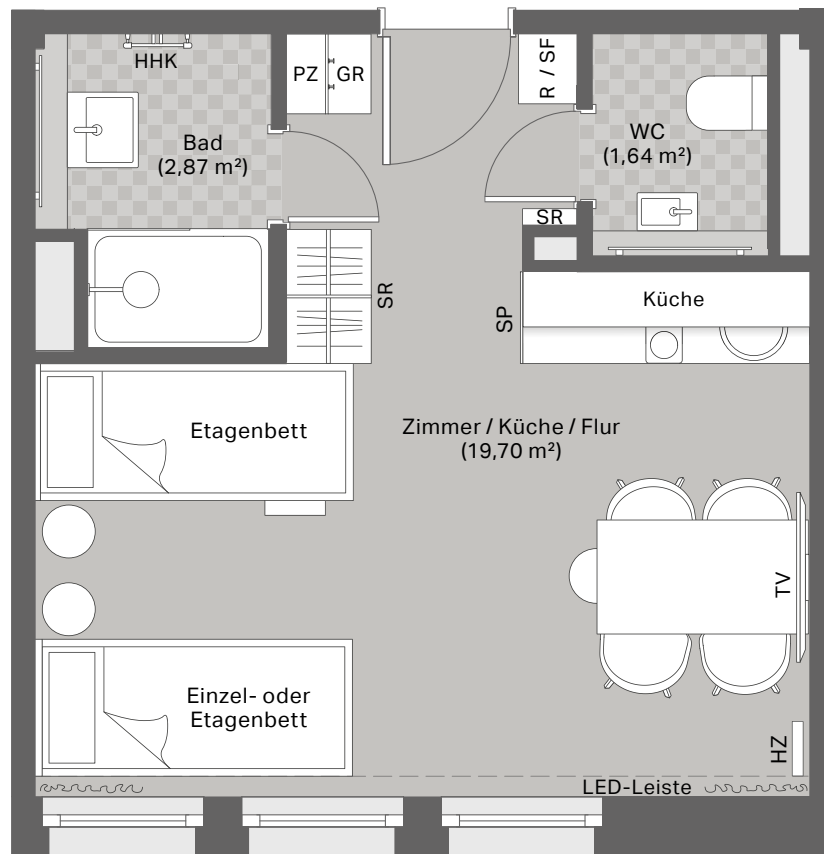 HHK
PZ
GR
R / SF
Bad
(2,87 m²)
WC
(1,64 m²)
SR
SR
SP
Küche
Etagenbett
Zimmer / Küche / Flur
(19,70 m²)
TV
Einzel- oder
Etagenbett
HZ
LED-Leiste